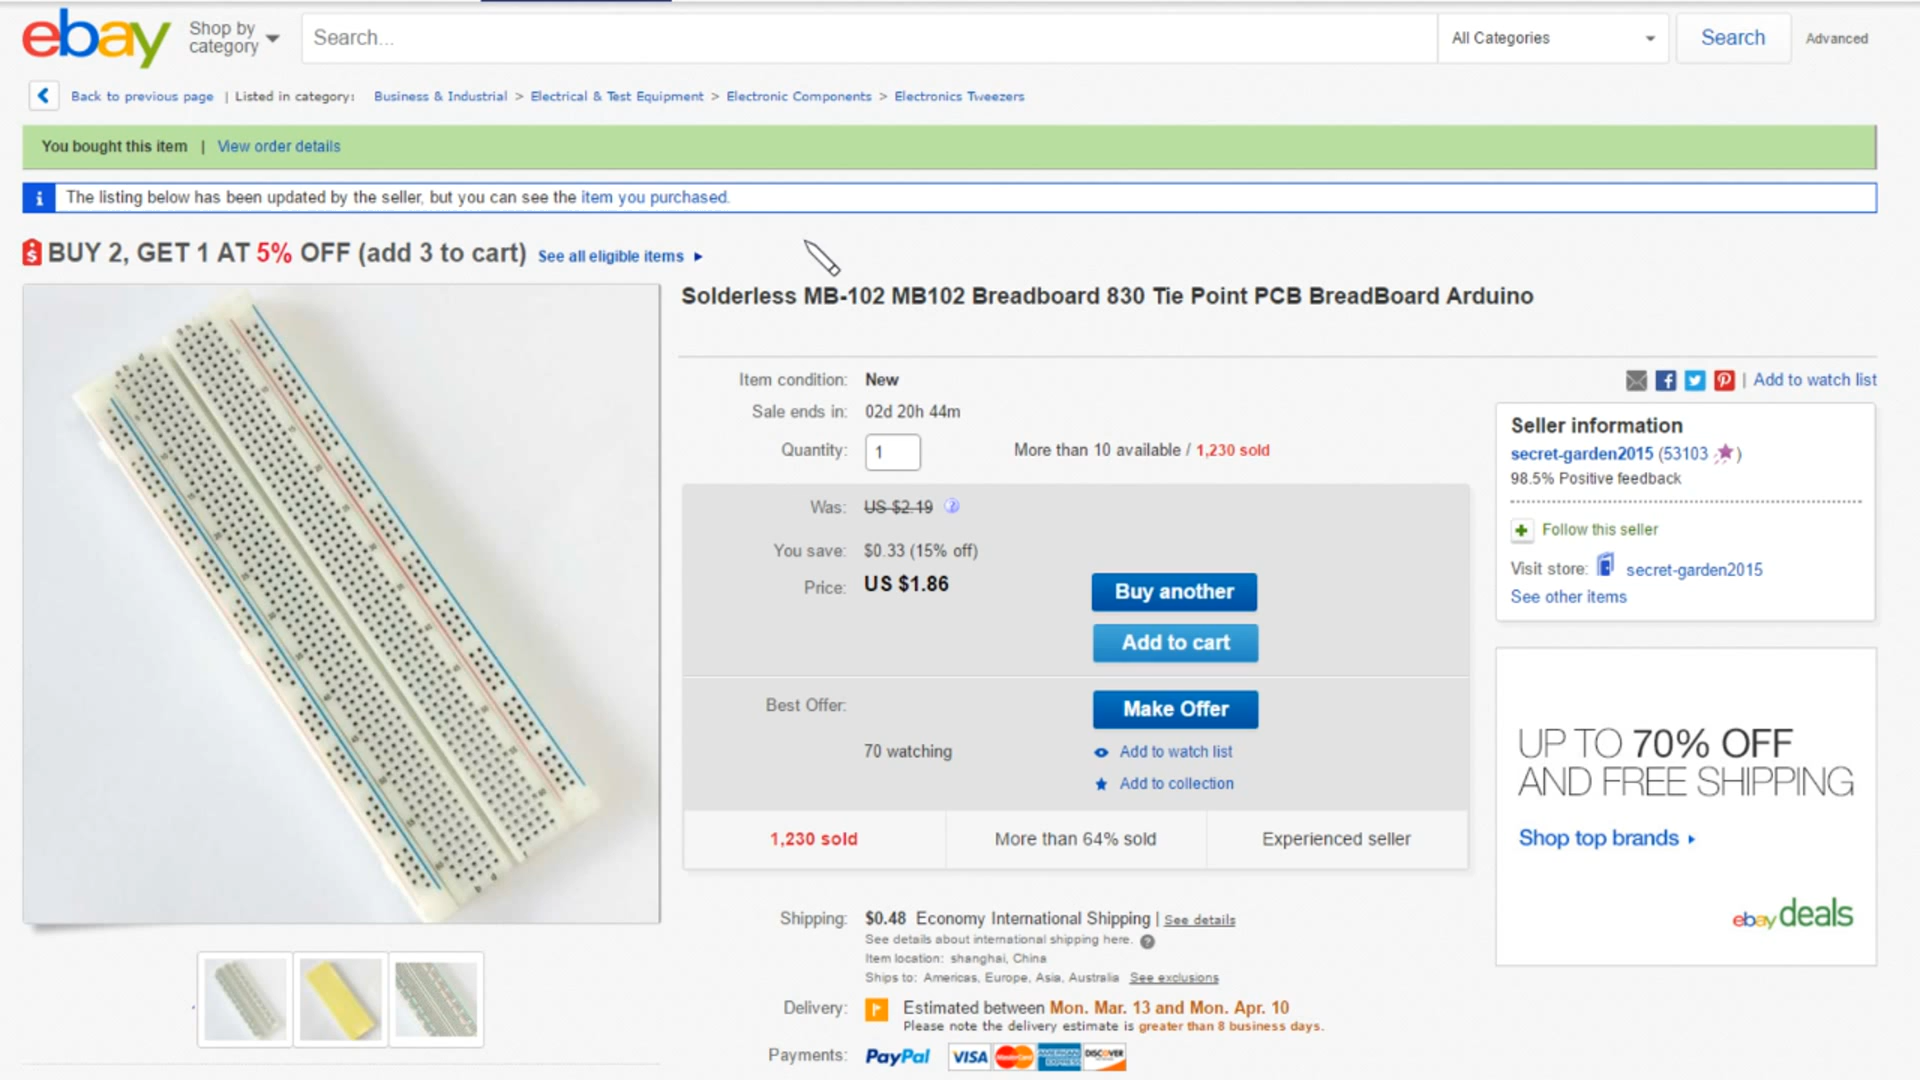 ebay
Shop by
category
Search...
All Categories
Search
Advanced
Back to previous page | Listed in category: Business & Industrial > Electrical & Test Equipment > Electronic Components > Electronics Tweezers
You bought this item | View order details
i The listing below has been updated by the seller, but you can see the item you purchased.
$ BUY 2, GET 1 AT 5% OFF (add 3 to cart) See all eligible items
Solderless MB-102 MB102 Breadboard 830 Tie Point PCB BreadBoard Arduino
Item condition: New
| Add to watch list
Sale ends in: 02d 20h 44m
Quantity: 1 More than 10 available / 1,230 sold
Was: US $2.19
You save: $0.33 (15% off)
Price: US $1.86
Buy another
Add to cart
Best Offer:
Make Offer
70 watching
Add to watch list
Add to collection
1,230 sold More than 64% sold Experienced seller
Seller information
secret-garden2015 (53103)
98.5% Positive feedback
Follow this seller
Visit store: secret-garden2015
See other items
UP TO 70% OFF
AND FREE SHIPPING
Shop top brands
ebay deals
Shipping: $0.48 Economy International Shipping | See details
See details about international shipping here. ?
Item location: shanghai, China
Ships to: Americas, Europe, Asia, Australia See exclusions
Delivery: Estimated between Mon. Mar. 13 and Mon. Apr. 10
Please note the delivery estimate is greater than 8 business days.
Payments: PayPal VISA MasterCard AMERICAN EXPRESS DISCOVER